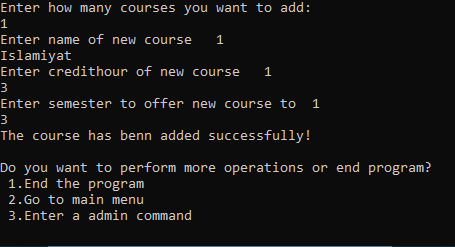 Enter how many courses you want to add:
1
Enter name of new course   1
Islamiyat
Enter credithour of new course   1
3
Enter semester to offer new course to  1
3
The course has benn added successfully!
Do you want to perform more operations or end program?
1.End the program
2.Go to main menu
3.Enter a admin command